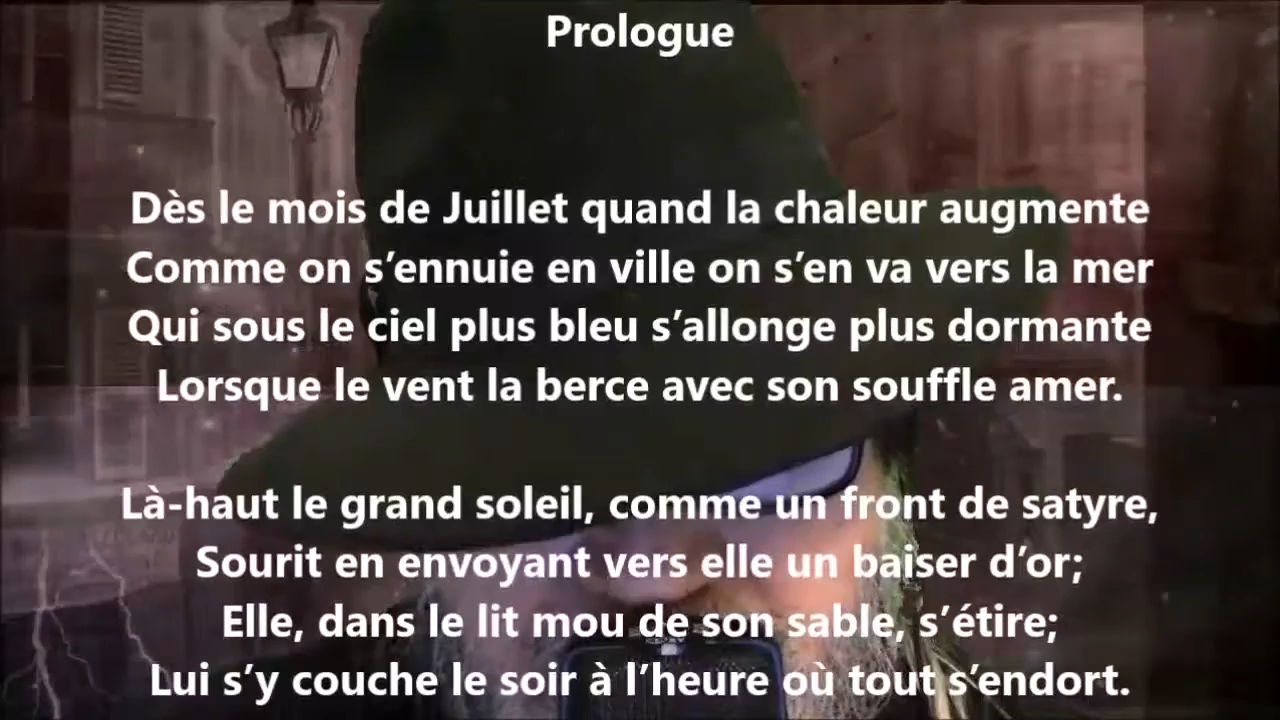 Prologue
Dès le mois de Juillet quand la chaleur augmente
Comme on s’ennuie en ville on s’en va vers la mer
Qui sous le ciel plus bleu s’allonge plus dormante
Lorsque le vent la berce avec son souffle amer.
Là-haut le grand soleil, comme un front de satyre,
Sourit en envoyant vers elle un baiser d’or;
Elle, dans le lit mou de son sable, s’étire;
Lui s’y couche le soir à l’heure où tout s’endort.